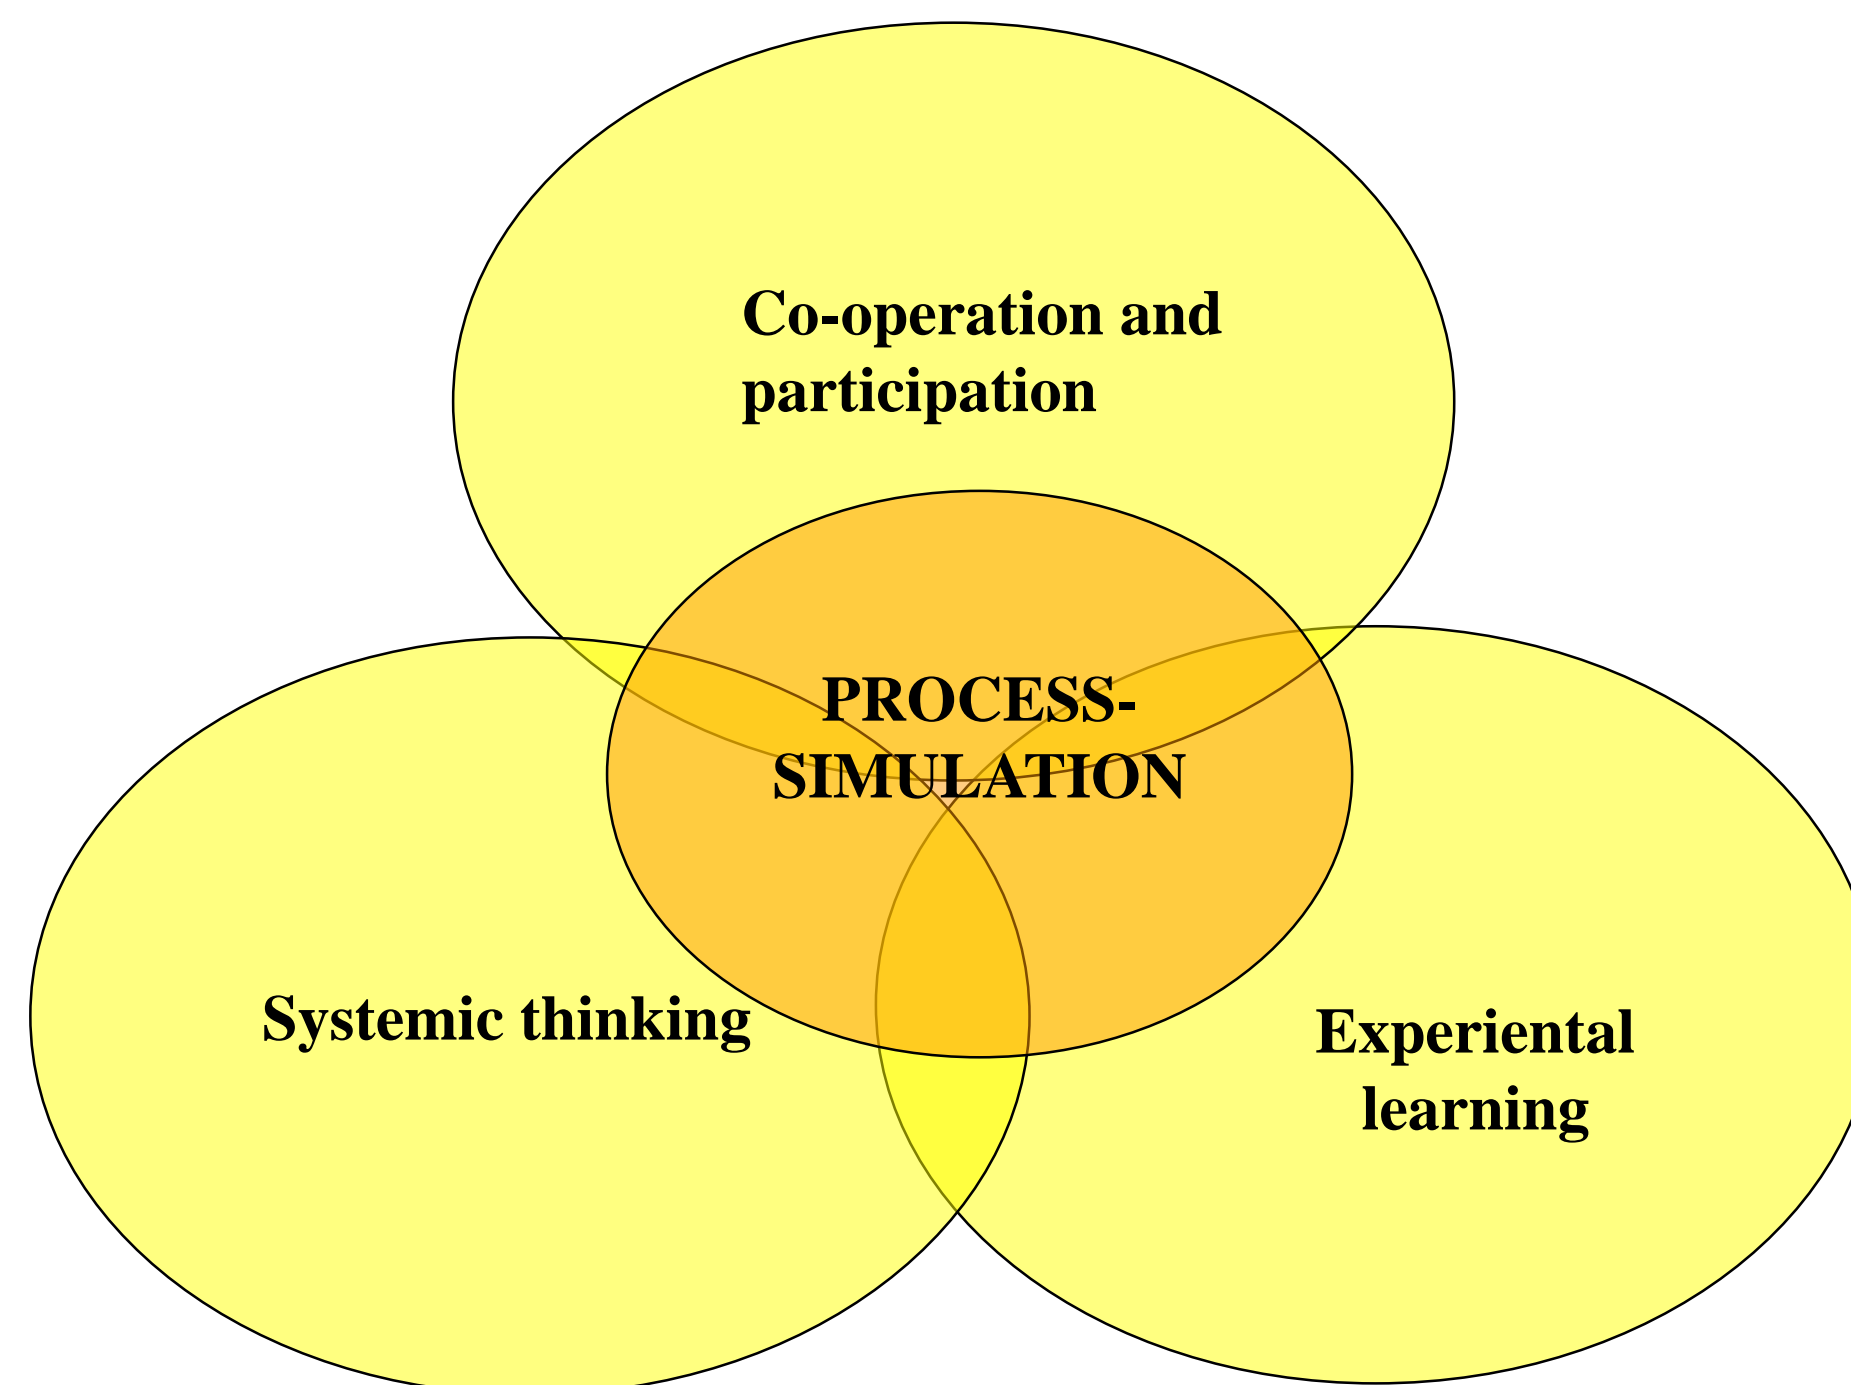 Co-operation and
participation
PROCESS-
SIMULATION
Systemic thinking
Experiental
learning